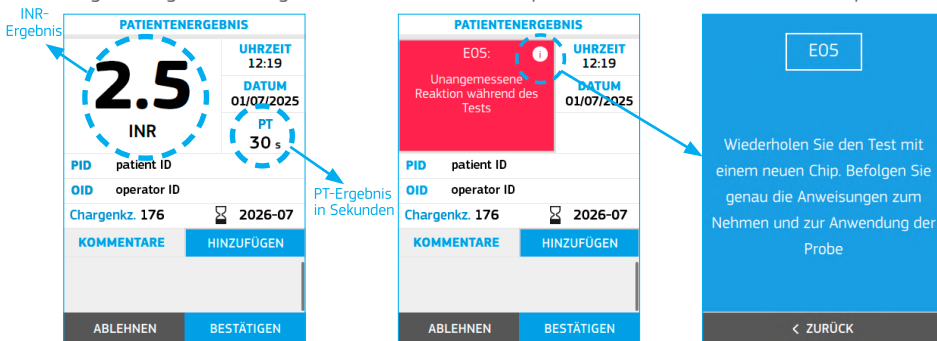 INR-
Ergebnis
PATIENTENERGEBNIS
2.5
INR
UHRZEIT
12:19
DATUM
01/07/2025
PT
30 s
PID patient ID
OID operator ID
Chargenkz. 176 2026-07
KOMMENTARE HINZUFÜGEN
ABLEHNEN BESTÄTIGEN
PT-Ergebnis
in Sekunden
PATIENTENERGEBNIS
E05:
i
Unangemessene
Reaktion während des
Tests
UHRZEIT
12:19
DATUM
01/07/2025
PID patient ID
OID operator ID
Chargenkz. 176 2026-07
KOMMENTARE HINZUFÜGEN
ABLEHNEN BESTÄTIGEN
E05
Wiederholen Sie den Test mit
einem neuen Chip. Befolgen Sie
genau die Anweisungen zum
Nehmen und zur Anwendung der
Probe
< ZURÜCK